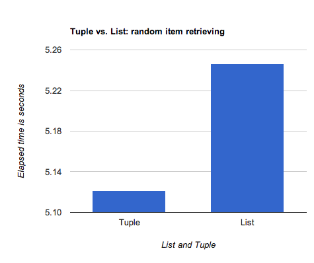 Tuple vs. List: random item retrieving
5.26
5.22
5.18
5.14
5.10
Elapsed time is seconds
Tuple
List
List and Tuple